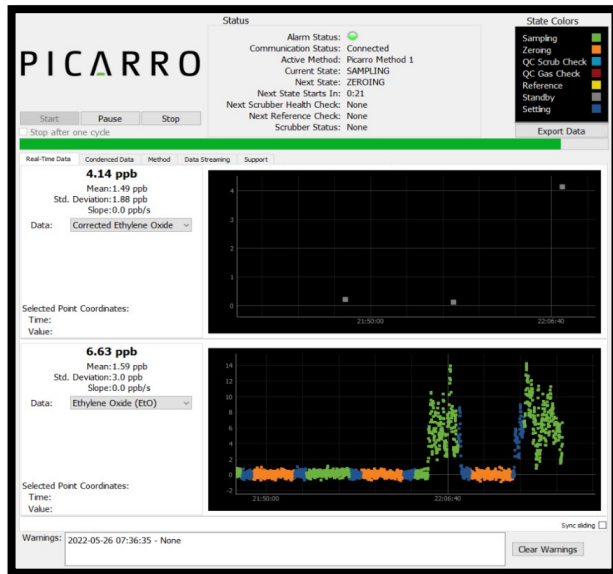 PICARRO
Status
Alarm Status:
Communication Status: Connected
Active Method: Picarro Method 1
Current State: SAMPLING
Next State: ZEROING
Next State Starts In: 0:21
Next Scrubber Health Check: None
Next Reference Check: None
Scrubber Status: None
State Colors
Sampling
Zeroing
QC Scrub Check
QC Gas Check
Reference
Standby
Settling
Export Data
Start Pause Stop
Stop after one cycle
Real-Time Data Condensed Data Method Data Streaming Support
4.14 ppb
Mean:1.49 ppb
Std. Deviation:1.88 ppb
Slope:0.0 ppb/s
Data: Corrected Ethylene Oxide
Selected Point Coordinates:
Time:
Value:
4
3
2
1
0
21:50:00 22:06:40
6.63 ppb
Mean:1.59 ppb
Std. Deviation:3.0 ppb
Slope:0.0 ppb/s
Data: Ethylene Oxide (EtO)
Selected Point Coordinates:
Time:
Value:
14
12
10
8
6
4
2
0
-2
21:50:00 22:06:40
Sync sliding
Warnings: 2022-05-26 07:36:35 - None
Clear Warnings